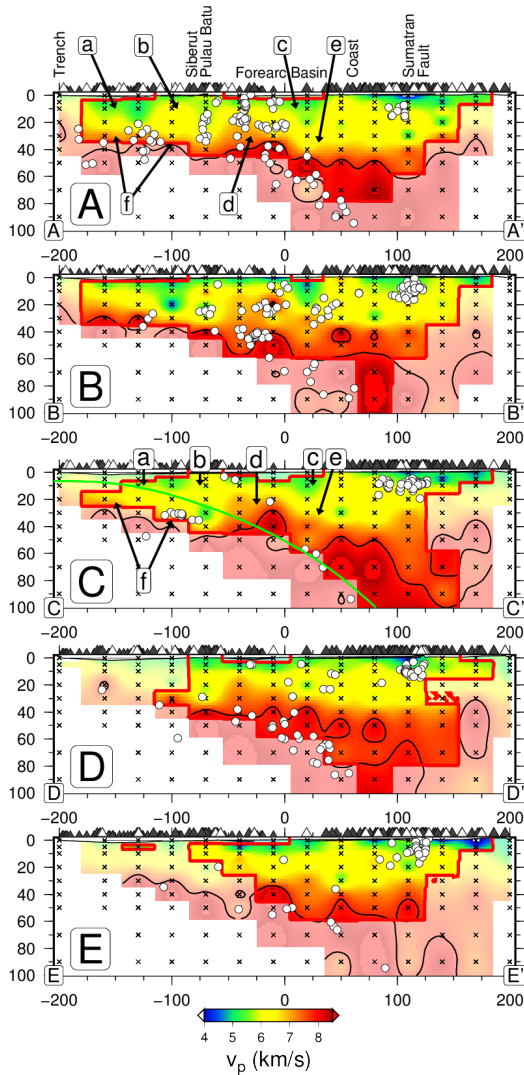 Trench
Siberut
Pulau Batu
Forearc Basin
Coast
Sumatran
Fault
a b c e
0
20
40
60
80
100
f d
A
A A'
−200 −100 0 100 200
0
20
40
60
80
100
B
B B'
−200 −100 0 100 200
a b d c e
0
20
40
60
80
100
f
C
C C'
−200 −100 0 100 200
0
20
40
60
80
100
D
D D'
−200 −100 0 100 200
0
20
40
60
80
100
E
E E'
−200 −100 0 100 200
4 5 6 7 8
vp (km/s)